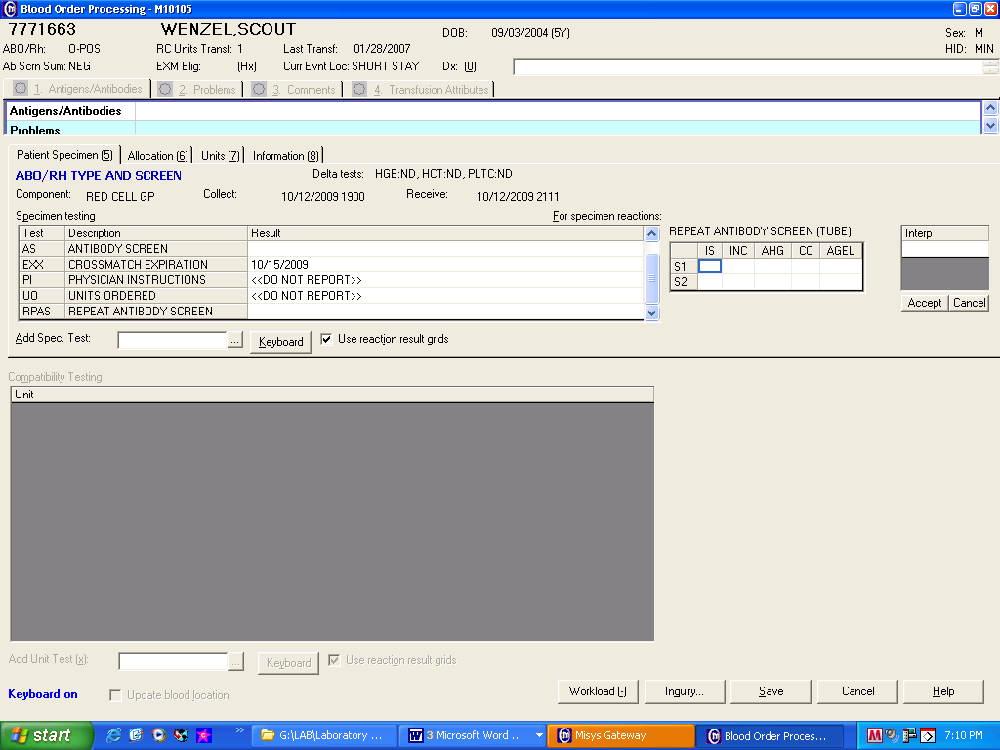 Blood Order Processing - M10105
7771663 WENZEL,SCOUT DOB: 09/03/2004 (5Y) Sex: M
ABO/Rh: O-POS RC Units Transf: 1 Last Transf: 01/28/2007 HID: MIN
Ab Scrn Sum: NEG EXM Elig: (Hx) Curr Evnt Loc: SHORT STAY Dx: (0)
1. Antigens/Antibodies 2. Problems 3. Comments 4. Transfusion Attributes
Antigens/Antibodies
Problems
Patient Specimen (5) Allocation (6) Units (7) Information (8)
ABO/RH TYPE AND SCREEN Delta tests: HGB:ND, HCT:ND, PLTC:ND
Component: RED CELL GP Collect: 10/12/2009 1900 Receive: 10/12/2009 2111
Specimen testing For specimen reactions:
Test Description Result
AS ANTIBODY SCREEN
EXX CROSSMATCH EXPIRATION 10/15/2009
PI PHYSICIAN INSTRUCTIONS <<DO NOT REPORT>>
UO UNITS ORDERED <<DO NOT REPORT>>
RPAS REPEAT ANTIBODY SCREEN
REPEAT ANTIBODY SCREEN (TUBE)
IS INC AHG CC AGEL
S1
S2
Interp
Accept Cancel
Add Spec. Test: ... Keyboard Use reaction result grids
Compatibility Testing
Unit
Add Unit Test (x): ... Keyboard Use reaction result grids
Keyboard on Update blood location
Workload (-) Inquiry... Save Cancel Help
start » G:\LAB\Laboratory ... 3 Microsoft Word ... Misys Gateway Blood Order Proces... 7:10 PM